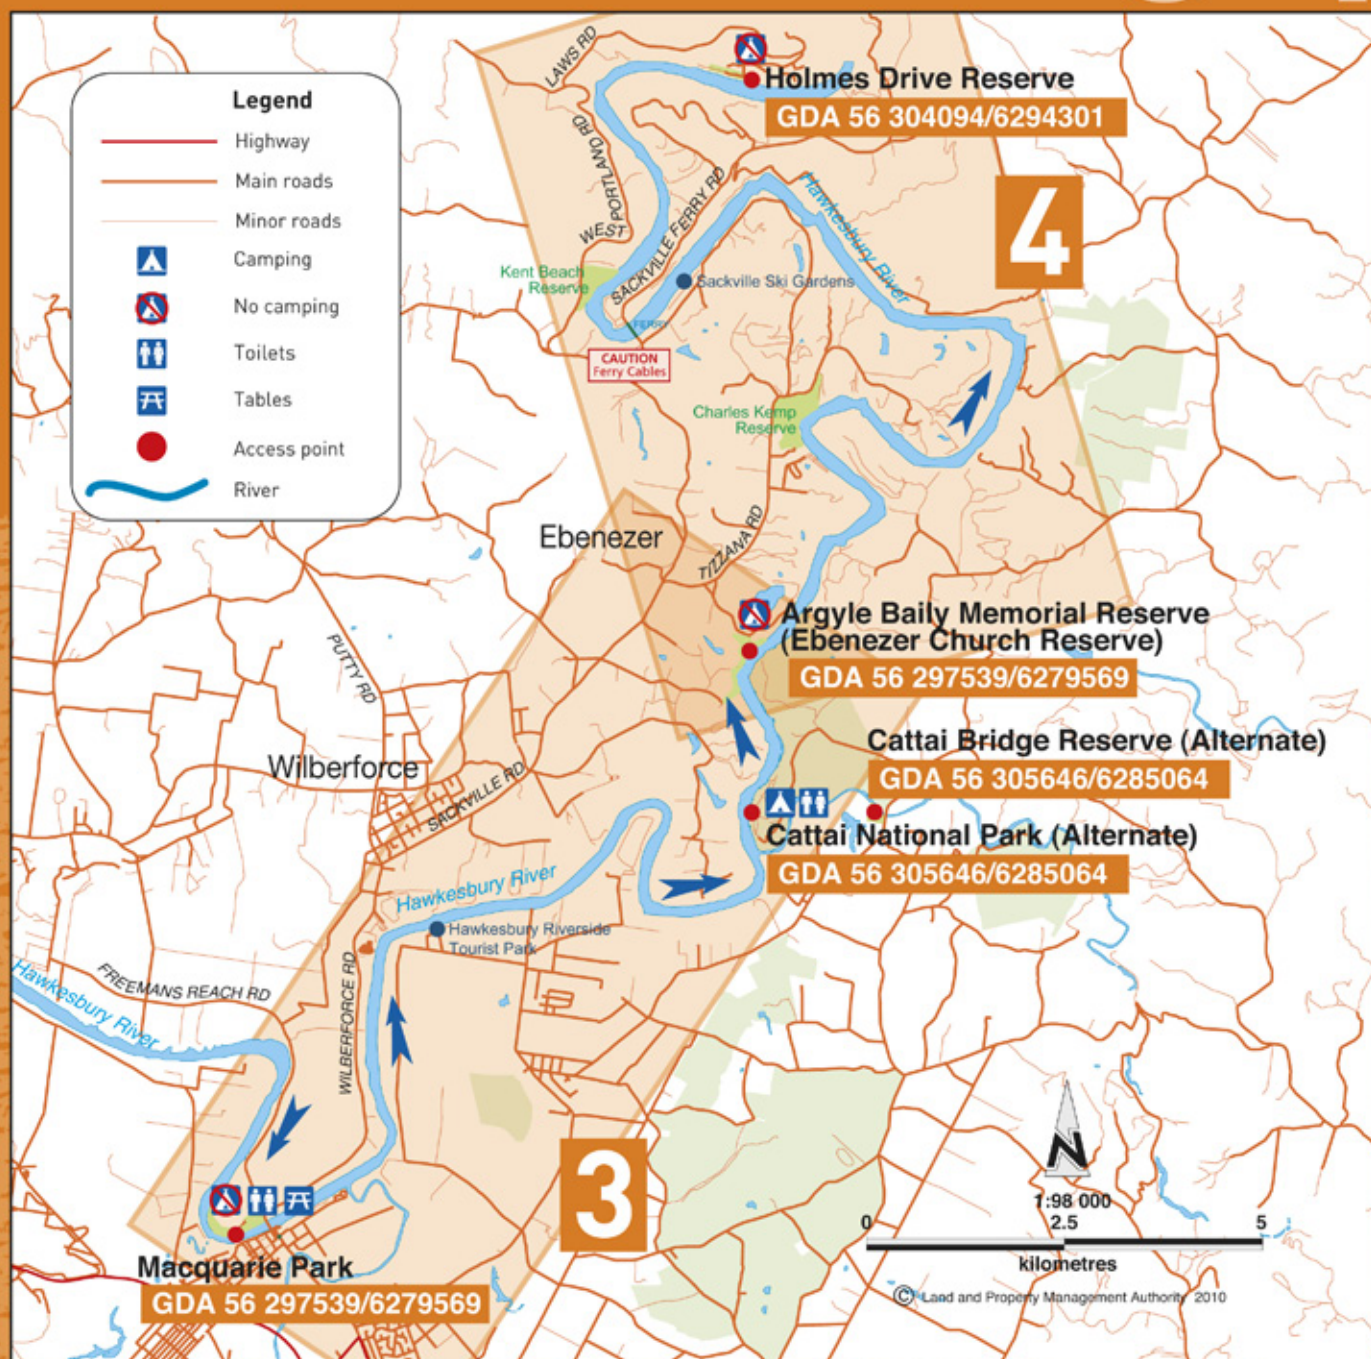 Legend
Highway
Main roads
Minor roads
Camping
No camping
Toilets
Tables
Access point
River
LAWS RD
Holmes Drive Reserve
GDA 56 304094/6294301
WEST PORTLAND RD
SACKVILLE FERRY RD
Hawkesbury River
4
Kent Beach
Reserve
Sackville Ski Gardens
FERRY
CAUTION
Ferry Cables
Charles Kemp
Reserve
Ebenezer
TIZZANA RD
Argyle Baily Memorial Reserve
(Ebenezer Church Reserve)
GDA 56 297539/6279569
PUTTY RD
Cattai Bridge Reserve (Alternate)
GDA 56 305646/6285064
Wilberforce
SACKVILLE RD
Cattai National Park (Alternate)
GDA 56 305646/6285064
Hawkesbury River
Hawkesbury Riverside
Tourist Park
FREEMANS REACH RD
Hawkesbury River
WILBERFORCE RD
3
N
1:98 000
0 2.5 5
kilometres
© Land and Property Management Authority 2010
Macquarie Park
GDA 56 297539/6279569